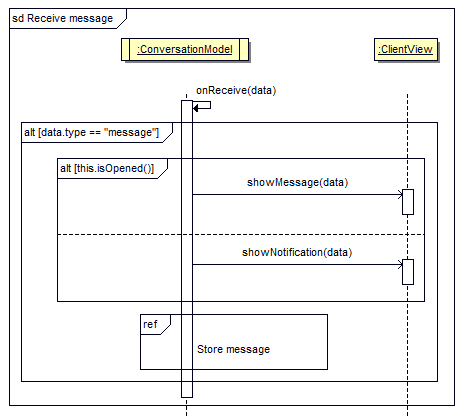 sd Receive message
:ConversationModel
:ClientView
onReceive(data)
alt [data.type == "message"]
alt [this.isOpened()]
showMessage(data)
showNotification(data)
ref
Store message